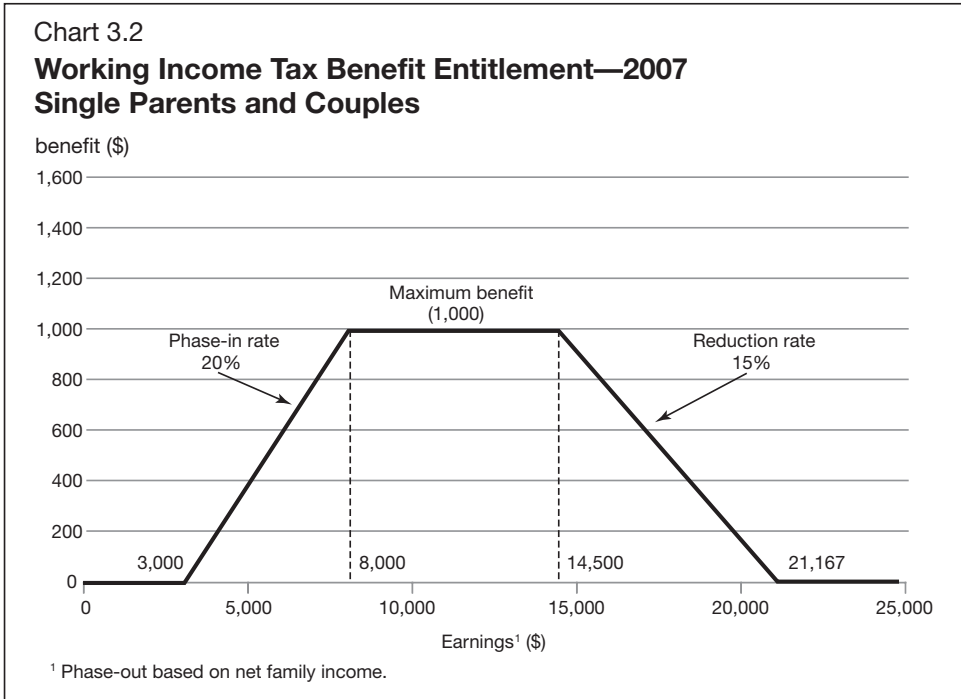 Chart 3.2
Working Income Tax Benefit Entitlement—2007
Single Parents and Couples
benefit ($)
1,600
1,400
1,200
1,000
800
600
400
200
0
Maximum benefit
(1,000)
Phase-in rate
20%
Reduction rate
15%
3,000
8,000
14,500
21,167
0
5,000
10,000
15,000
20,000
25,000
Earnings¹ ($)
¹ Phase-out based on net family income.